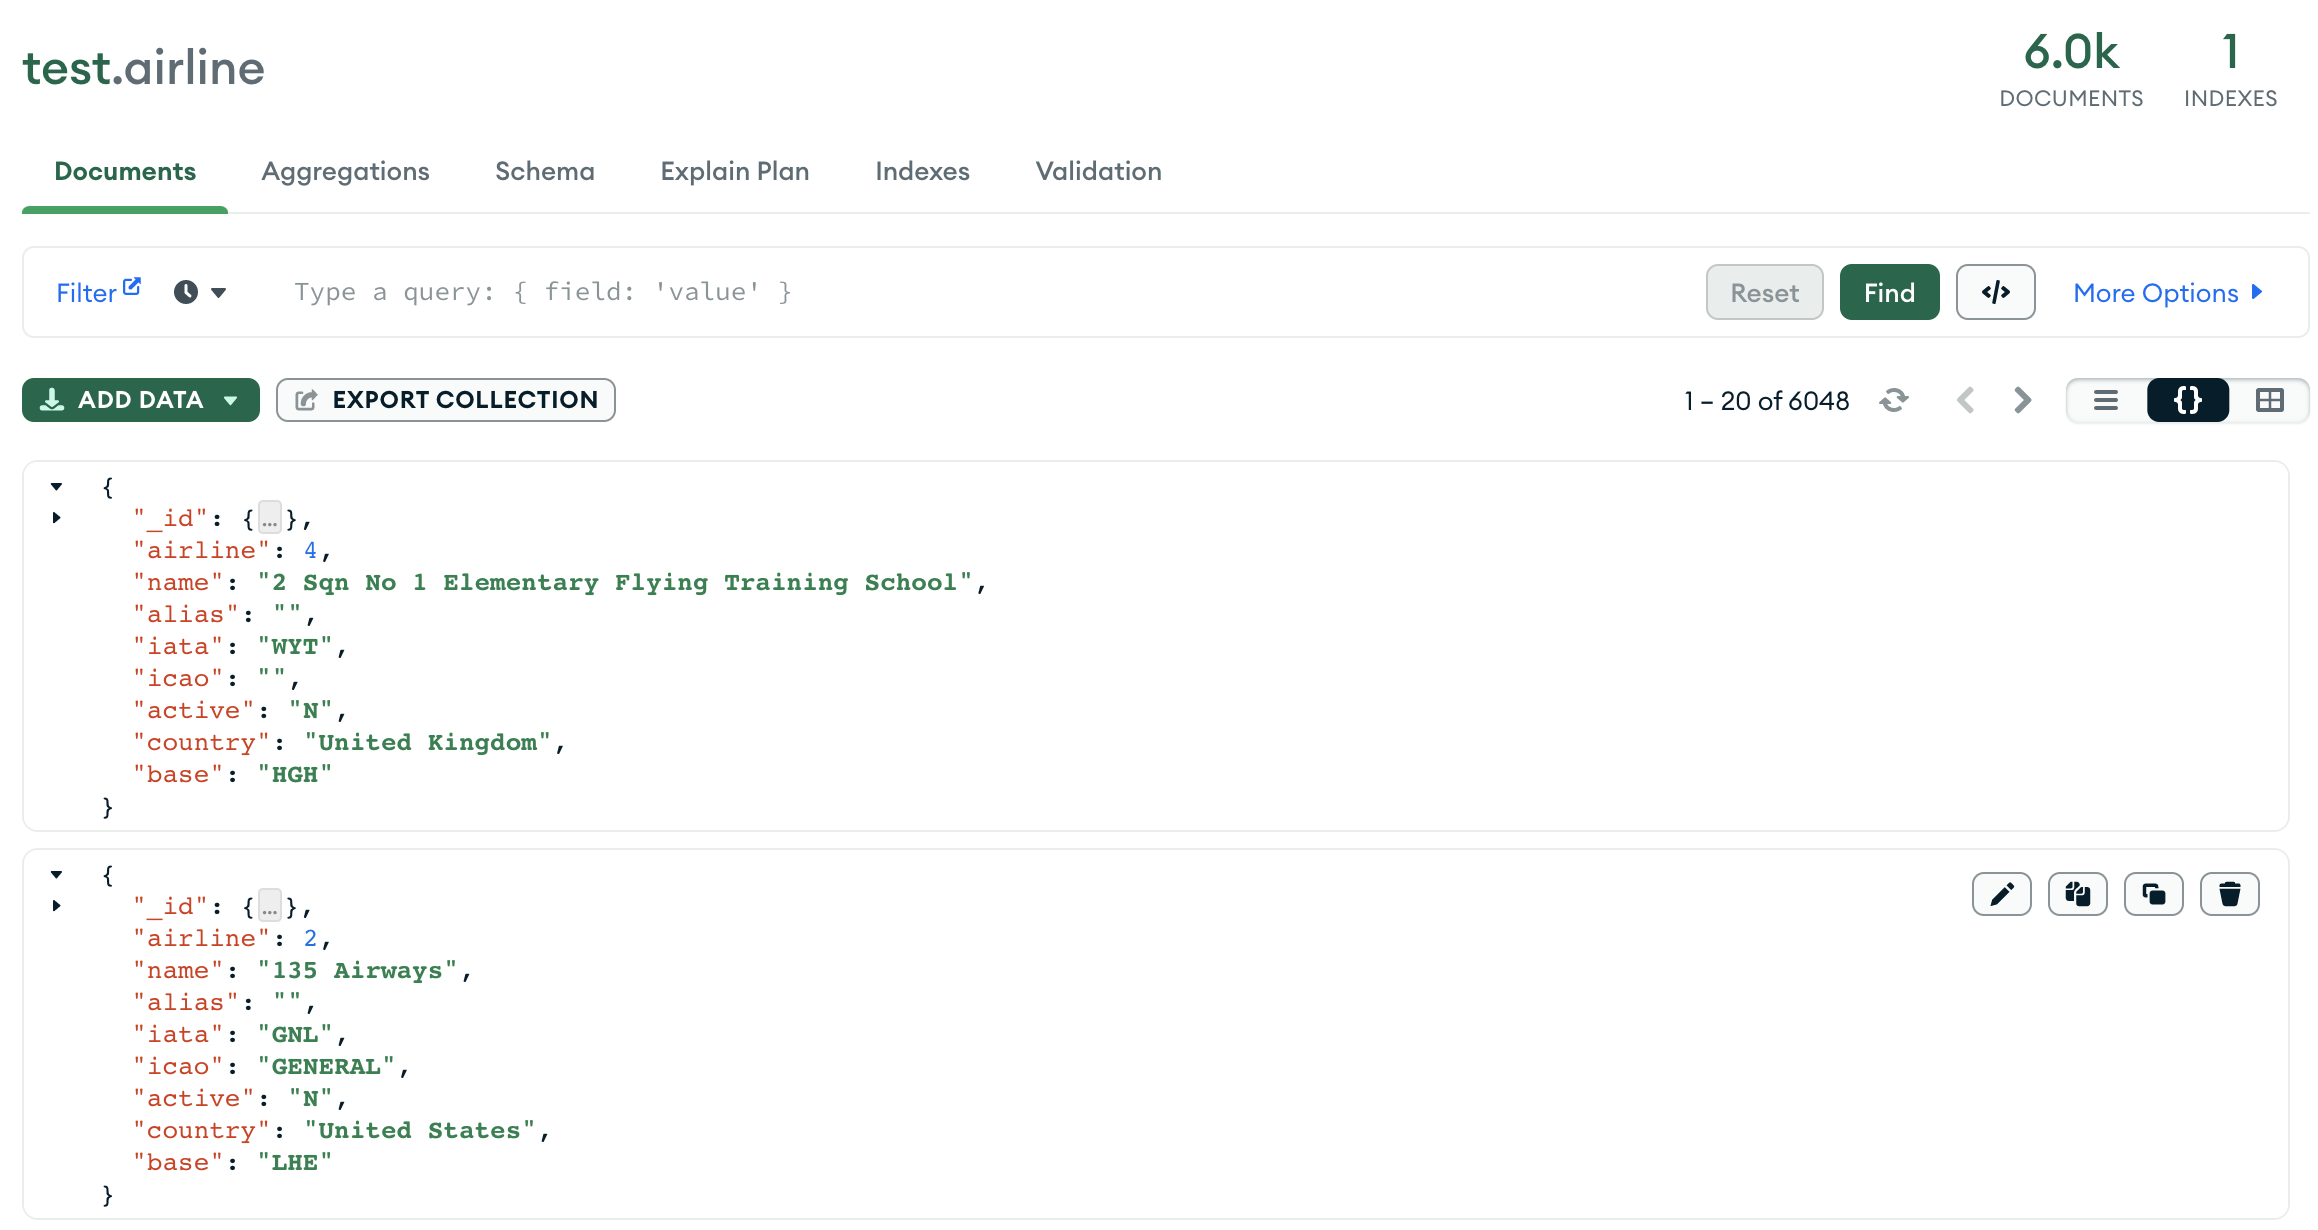 test.airline
6.0k 1
DOCUMENTS INDEXES
Documents Aggregations Schema Explain Plan Indexes Validation
Filter Type a query: { field: 'value' } Reset Find </> More Options
ADD DATA EXPORT COLLECTION 1 – 20 of 6048 {}
{
"_id": {…},
"airline": 4,
"name": "2 Sqn No 1 Elementary Flying Training School",
"alias": "",
"iata": "WYT",
"icao": "",
"active": "N",
"country": "United Kingdom",
"base": "HGH"
}
{
"_id": {…},
"airline": 2,
"name": "135 Airways",
"alias": "",
"iata": "GNL",
"icao": "GENERAL",
"active": "N",
"country": "United States",
"base": "LHE"
}